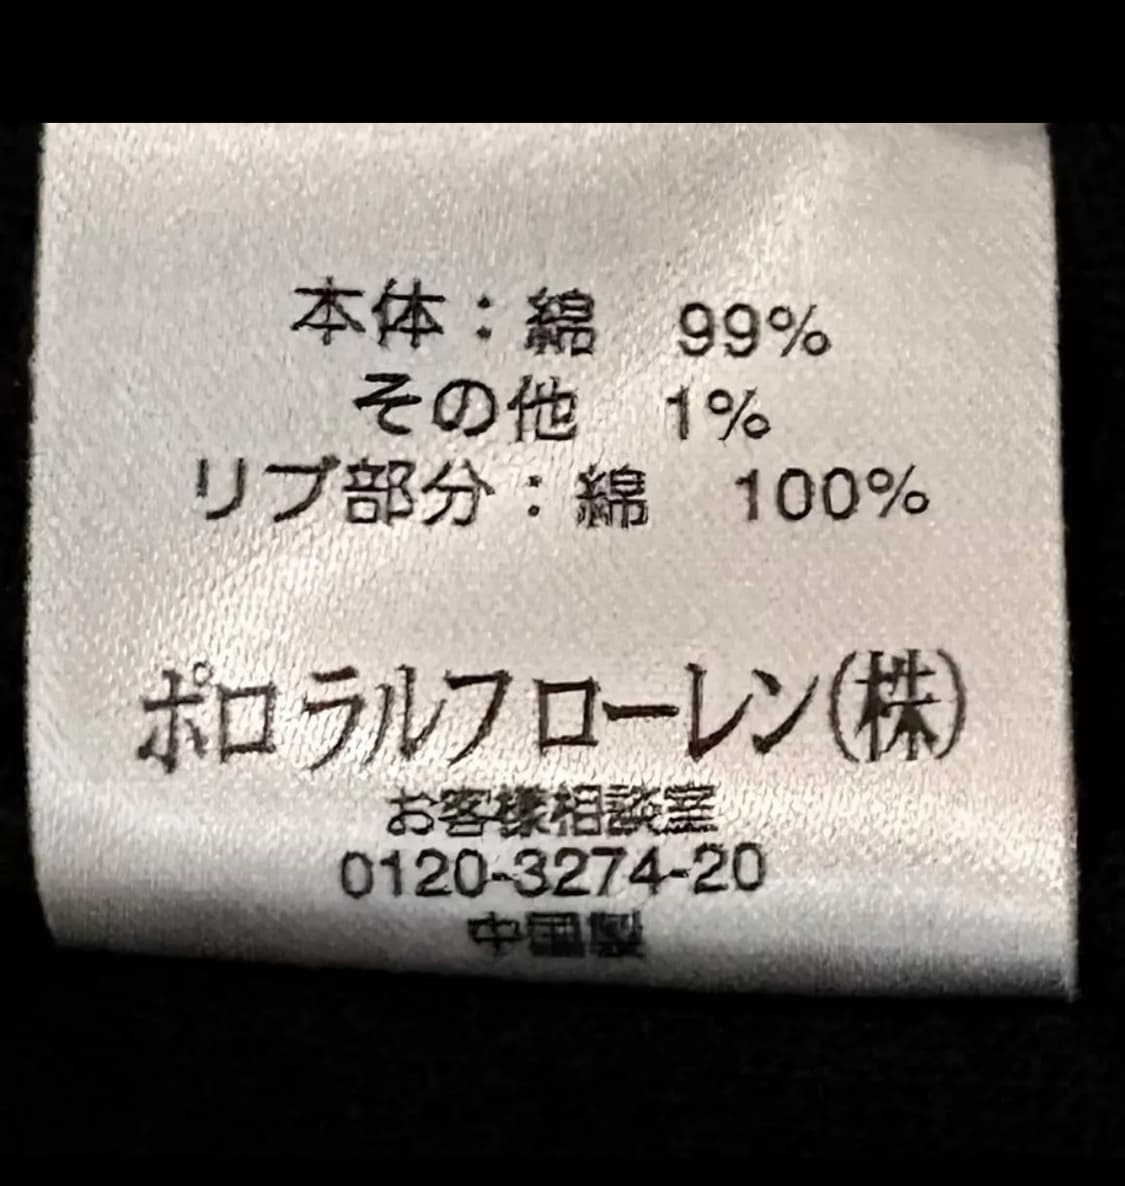 本体：綿　99%
その他　1%
リブ部分：綿　100%
ポロ ラルフ ローレン(株)
お客様相談室
0120-3274-20
中国製